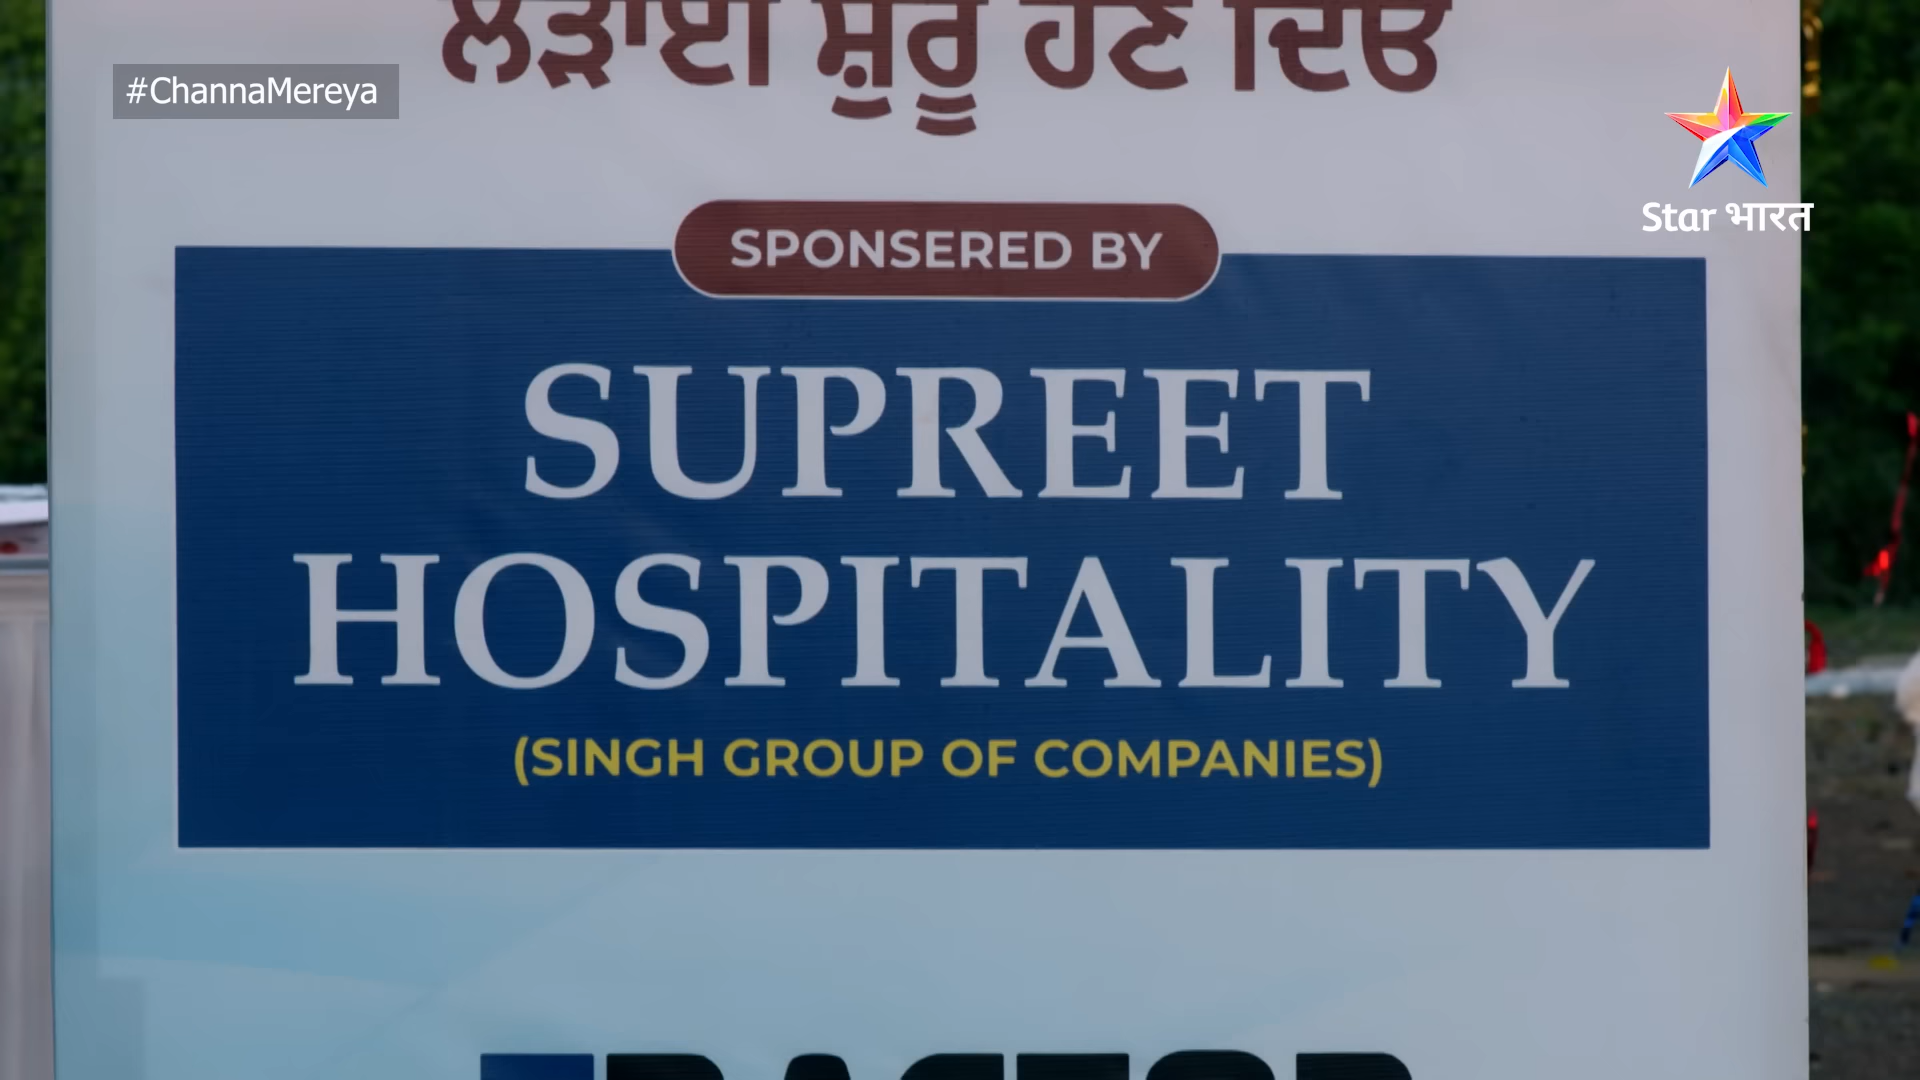 ਲੜਾਈ ਸ਼ੁਰੂ ਹੋਣ ਦਿਓ
#ChannaMereya
Star भारत
SPONSERED BY
SUPREET
HOSPITALITY
(SINGH GROUP OF COMPANIES)